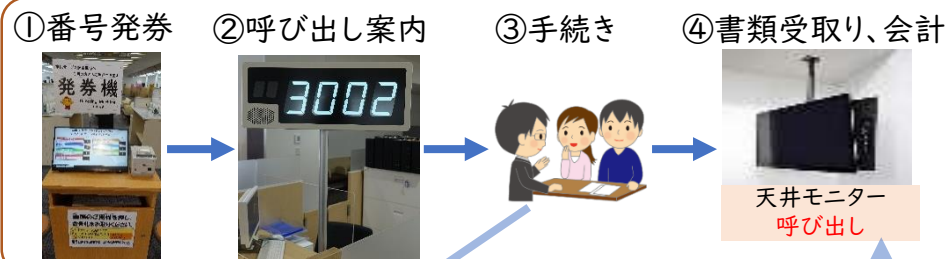 ①番号発券
②呼び出し案内
③手続き
④書類受取り、会計
発券機
3002
天井モニター
呼び出し